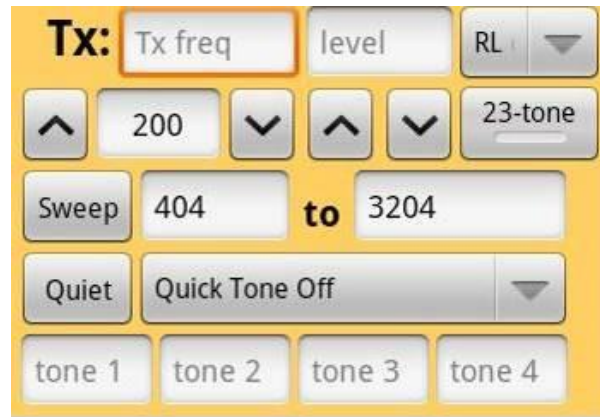 Tx: Tx freq level RL
200 23-tone
Sweep 404 to 3204
Quiet Quick Tone Off
tone 1 tone 2 tone 3 tone 4